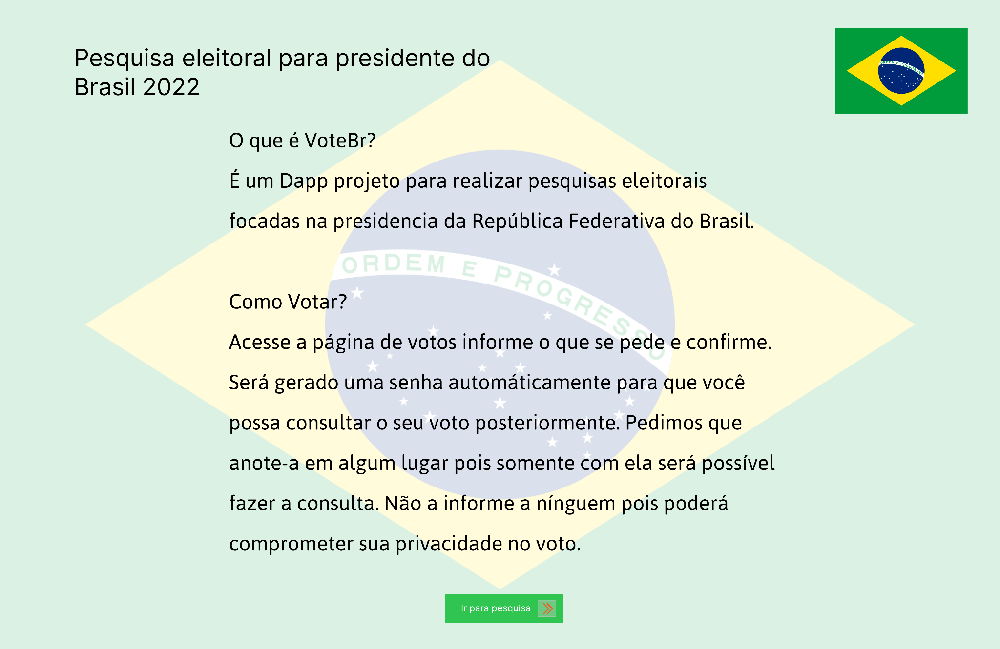 Pesquisa eleitoral para presidente do
Brasil 2022
ORDEM E PROGRESSO
O que é VoteBr?
É um Dapp projeto para realizar pesquisas eleitorais
focadas na presidencia da República Federativa do Brasil.
ORDEM E PROGRESSO
Como Votar?
Acesse a página de votos informe o que se pede e confirme.
Será gerado uma senha automáticamente para que você
possa consultar o seu voto posteriormente. Pedimos que
anote-a em algum lugar pois somente com ela será possível
fazer a consulta. Não a informe a nínguem pois poderá
comprometer sua privacidade no voto.
Ir para pesquisa